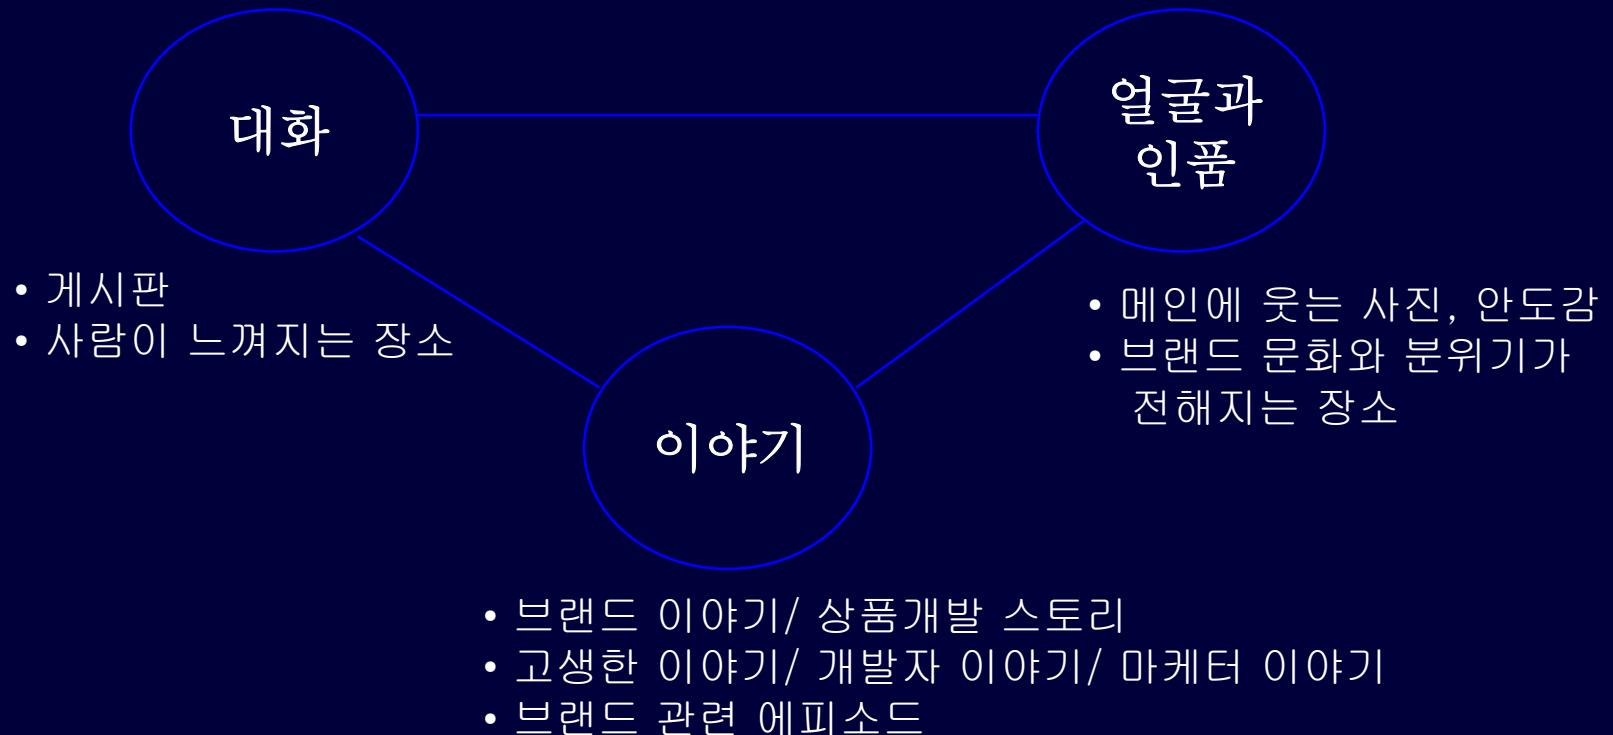 대화
얼굴과
인품
• 게시판
• 사람이 느껴지는 장소
• 메인에 웃는 사진, 안도감
• 브랜드 문화와 분위기가
전해지는 장소
이야기
• 브랜드 이야기/ 상품개발 스토리
• 고생한 이야기/ 개발자 이야기/ 마케터 이야기
• 브랜드 관련 에피소드